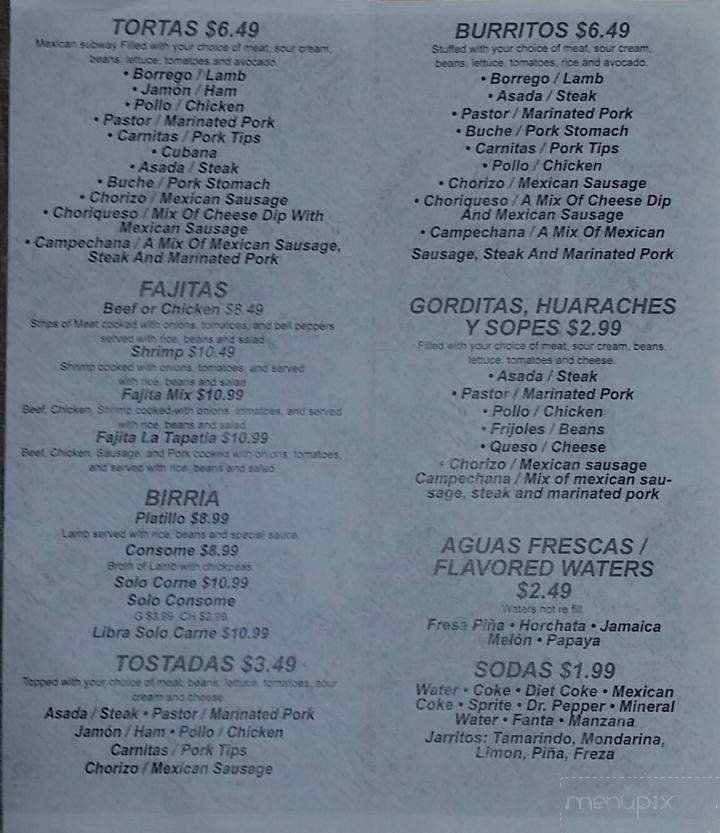 TORTAS $6.49
Mexican subway Filled with your choice of meat, sour cream,
beans, lettuce, tomatoes and avocado.
• Borrego / Lamb
• Jamón / Ham
• Pollo / Chicken
• Pastor / Marinated Pork
• Carnitas / Pork Tips
• Cubana
• Asada / Steak
• Buche / Pork Stomach
• Chorizo / Mexican Sausage
• Choriqueso / Mix Of Cheese Dip With
Mexican Sausage
• Campechana / A Mix Of Mexican Sausage,
Steak And Marinated Pork
FAJITAS
Beef or Chicken $8.49
Strips of Meat cooked with onions, tomatoes, and bell peppers
served with rice, beans and salad
Shrimp $10.49
Shrimp cooked with onions, tomatoes, and served
with rice, beans and salad
Fajita Mix $10.99
Beef, Chicken, Shrimp cooked with onions, tomatoes, and served
with rice, beans and salad
Fajita La Tapatia $10.99
Beef, Chicken, Sausage, and Pork cooked with onions, tomatoes,
and served with rice, beans and salad
BIRRIA
Platillo $8.99
Lamb served with rice, beans and special sauce.
Consome $8.99
Broth of Lamb with chickpeas
Solo Corne $10.99
Solo Consome
G $3.99 CH $2.99
Libra Solo Carne $10.99
TOSTADAS $3.49
Topped with your choice of meat, beans, lettuce, tomatoes, sour
cream and cheese.
Asada / Steak • Pastor / Marinated Pork
Jamón / Ham • Pollo / Chicken
Carnitas / Pork Tips
Chorizo / Mexican Sausage
BURRITOS $6.49
Stuffed with your choice of meat, sour cream,
beans, lettuce, tomatoes, rice and avocado.
• Borrego / Lamb
• Asada / Steak
• Pastor / Marinated Pork
• Buche / Pork Stomach
• Carnitas / Pork Tips
• Pollo / Chicken
• Chorizo / Mexican Sausage
• Choriqueso / A Mix Of Cheese Dip
And Mexican Sausage
• Campechana / A Mix Of Mexican
Sausage, Steak And Marinated Pork
GORDITAS, HUARACHES
Y SOPES $2.99
Filled with your choice of meat, sour cream, beans,
lettuce, tomatoes and cheese.
• Asada / Steak
• Pastor / Marinated Pork
• Pollo / Chicken
• Frijoles / Beans
• Queso / Cheese
• Chorizo / Mexican sausage
Campechana / Mix of mexican sau-
sage, steak and marinated pork
AGUAS FRESCAS /
FLAVORED WATERS
$2.49
Waters not re fill
Fresa Piña • Horchata • Jamaica
Melón • Papaya
SODAS $1.99
Water • Coke • Diet Coke • Mexican
Coke • Sprite • Dr. Pepper • Mineral
Water • Fanta • Manzana
Jarritos: Tamarindo, Mondarina,
Limon, Piña, Freza
menupix